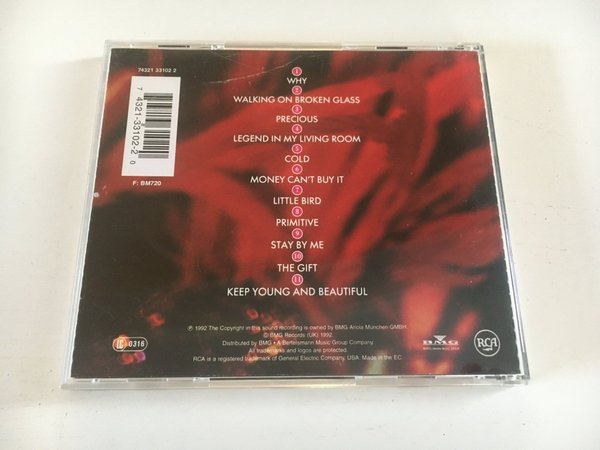 74321 33102 2
7 4321-33102-2 0
F: BM720
1
WHY
2
WALKING ON BROKEN GLASS
3
PRECIOUS
4
LEGEND IN MY LIVING ROOM
5
COLD
6
MONEY CAN'T BUY IT
7
LITTLE BIRD
8
PRIMITIVE
9
STAY BY ME
10
THE GIFT
11
KEEP YOUNG AND BEAUTIFUL
℗ 1992 The Copyright in this sound recording is owned by BMG Ariola Munchen GMBH.
© BMG Records (UK) 1992.
Distributed by BMG • A Bertelsmann Music Group Company.
All trademarks and logos are protected.
RCA is a registered trademark of General Electric Company, USA. Made in the EC.
LC 0316
BMG
RCA